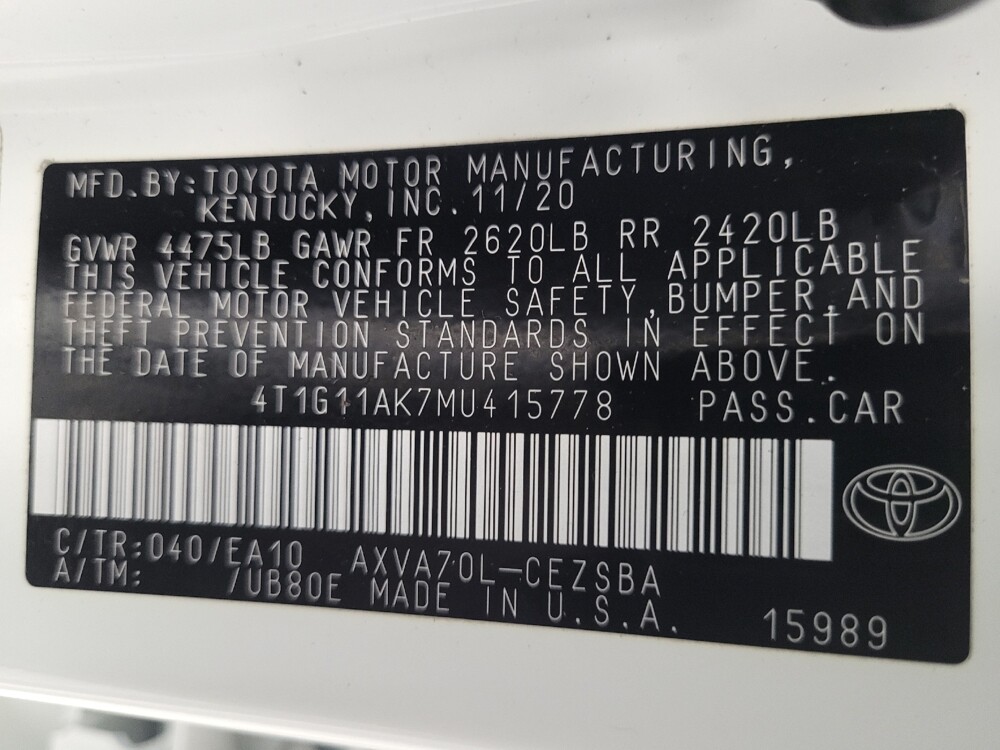 MFD.BY:TOYOTA MOTOR MANUFACTURING,
KENTUCKY,INC.11/20
GVWR 4475LB GAWR FR 2620LB RR 2420LB
THIS VEHICLE CONFORMS TO ALL APPLICABLE
FEDERAL MOTOR VEHICLE SAFETY,BUMPER,AND
THEFT PREVENTION STANDARDS IN EFFECT ON
THE DATE OF MANUFACTURE SHOWN ABOVE.
4T1G11AK7MU415778 PASS.CAR
C/TR:040/EA10 AXVA70L-CEZSBA
A/TM: /UB80E MADE IN U.S.A.
15989